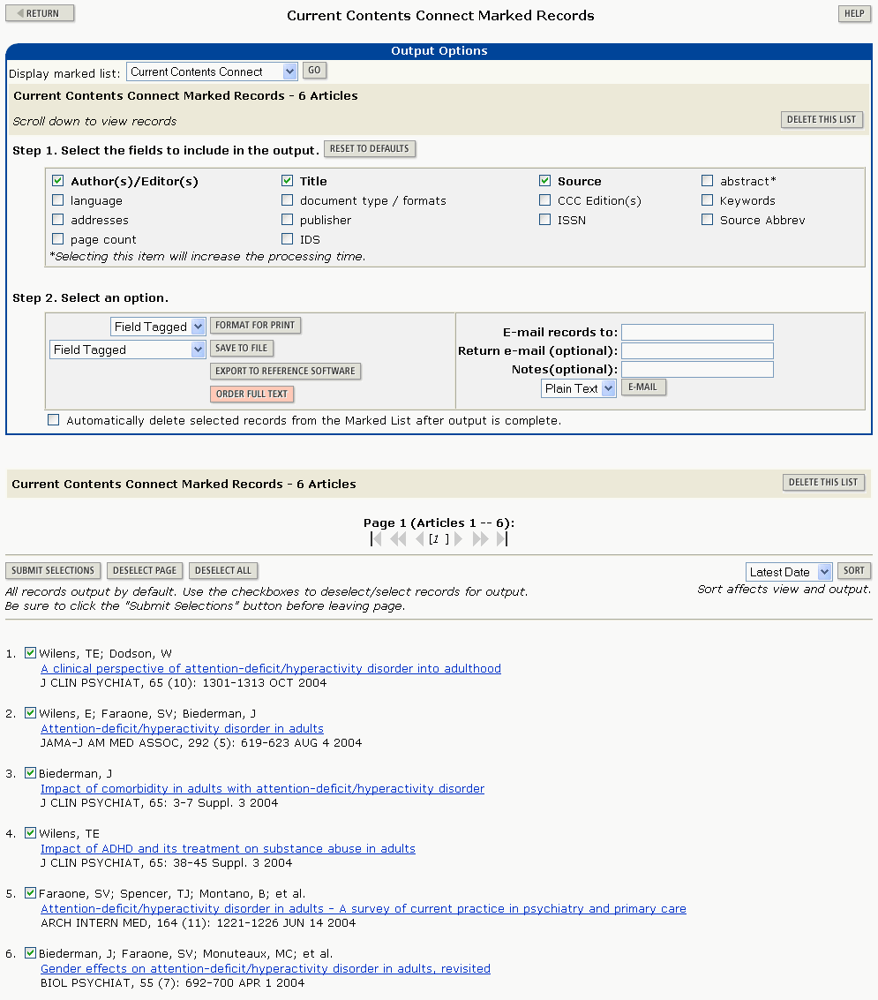 RETURN
Current Contents Connect Marked Records
HELP
Output Options
Display marked list: Current Contents Connect GO
Current Contents Connect Marked Records - 6 Articles
Scroll down to view records DELETE THIS LIST
Step 1. Select the fields to include in the output. RESET TO DEFAULTS
Author(s)/Editor(s) Title Source abstract*
language document type / formats CCC Edition(s) Keywords
addresses publisher ISSN Source Abbrev
page count IDS
*Selecting this item will increase the processing time.
Step 2. Select an option.
Field Tagged FORMAT FOR PRINT
Field Tagged SAVE TO FILE
EXPORT TO REFERENCE SOFTWARE
ORDER FULL TEXT
E-mail records to:
Return e-mail (optional):
Notes(optional):
Plain Text E-MAIL
Automatically delete selected records from the Marked List after output is complete.
Current Contents Connect Marked Records - 6 Articles DELETE THIS LIST
Page 1 (Articles 1 -- 6):
[1 ]
SUBMIT SELECTIONS DESELECT PAGE DESELECT ALL
All records output by default. Use the checkboxes to deselect/select records for output.
Be sure to click the "Submit Selections" button before leaving page.
Latest Date SORT
Sort affects view and output.
1. Wilens, TE; Dodson, W
A clinical perspective of attention-deficit/hyperactivity disorder into adulthood
J CLIN PSYCHIAT, 65 (10): 1301-1313 OCT 2004
2. Wilens, E; Faraone, SV; Biederman, J
Attention-deficit/hyperactivity disorder in adults
JAMA-J AM MED ASSOC, 292 (5): 619-623 AUG 4 2004
3. Biederman, J
Impact of comorbidity in adults with attention-deficit/hyperactivity disorder
J CLIN PSYCHIAT, 65: 3-7 Suppl. 3 2004
4. Wilens, TE
Impact of ADHD and its treatment on substance abuse in adults
J CLIN PSYCHIAT, 65: 38-45 Suppl. 3 2004
5. Faraone, SV; Spencer, TJ; Montano, B; et al.
Attention-deficit/hyperactivity disorder in adults - A survey of current practice in psychiatry and primary care
ARCH INTERN MED, 164 (11): 1221-1226 JUN 14 2004
6. Biederman, J; Faraone, SV; Monuteaux, MC; et al.
Gender effects on attention-deficit/hyperactivity disorder in adults, revisited
BIOL PSYCHIAT, 55 (7): 692-700 APR 1 2004